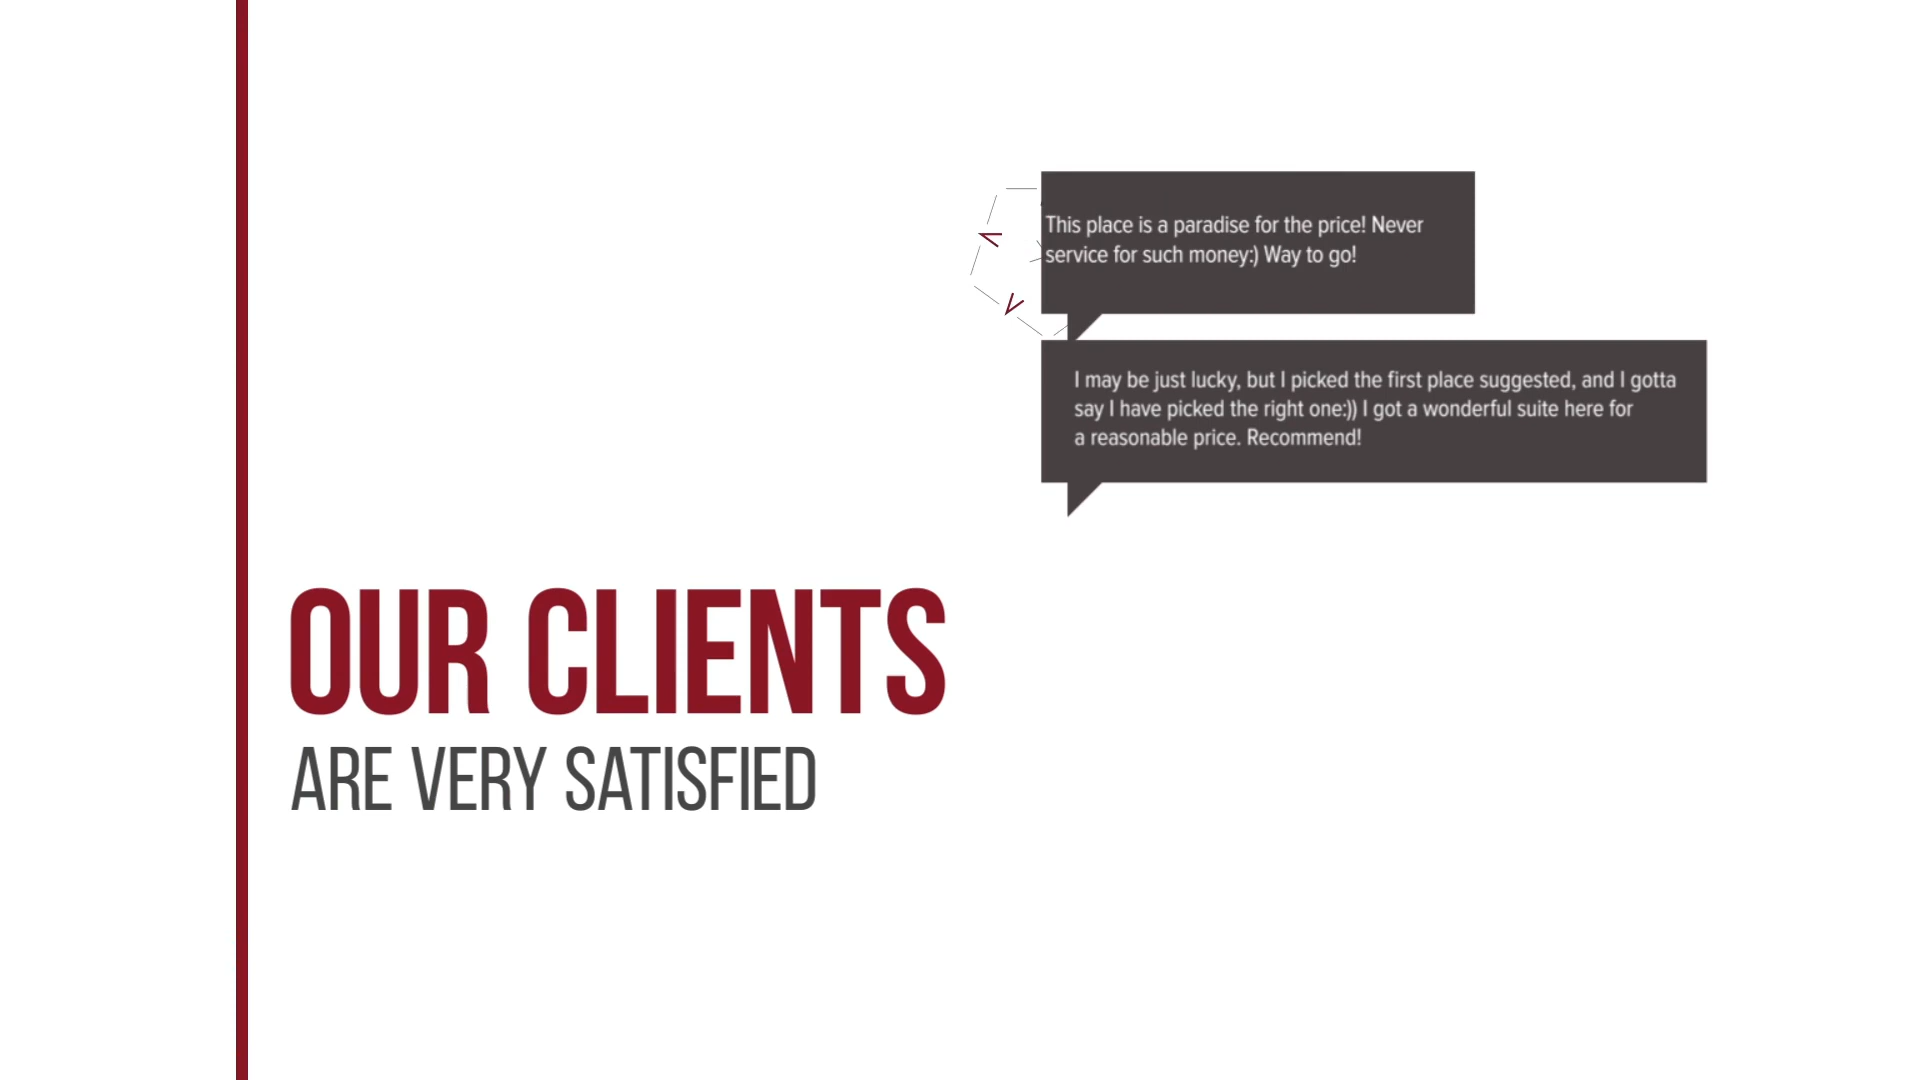 This place is a paradise for the price! Never
service for such money:) Way to go!
I may be just lucky, but I picked the first place suggested, and I gotta
say I have picked the right one:)) I got a wonderful suite here for
a reasonable price. Recommend!
OUR CLIENTS
ARE VERY SATISFIED